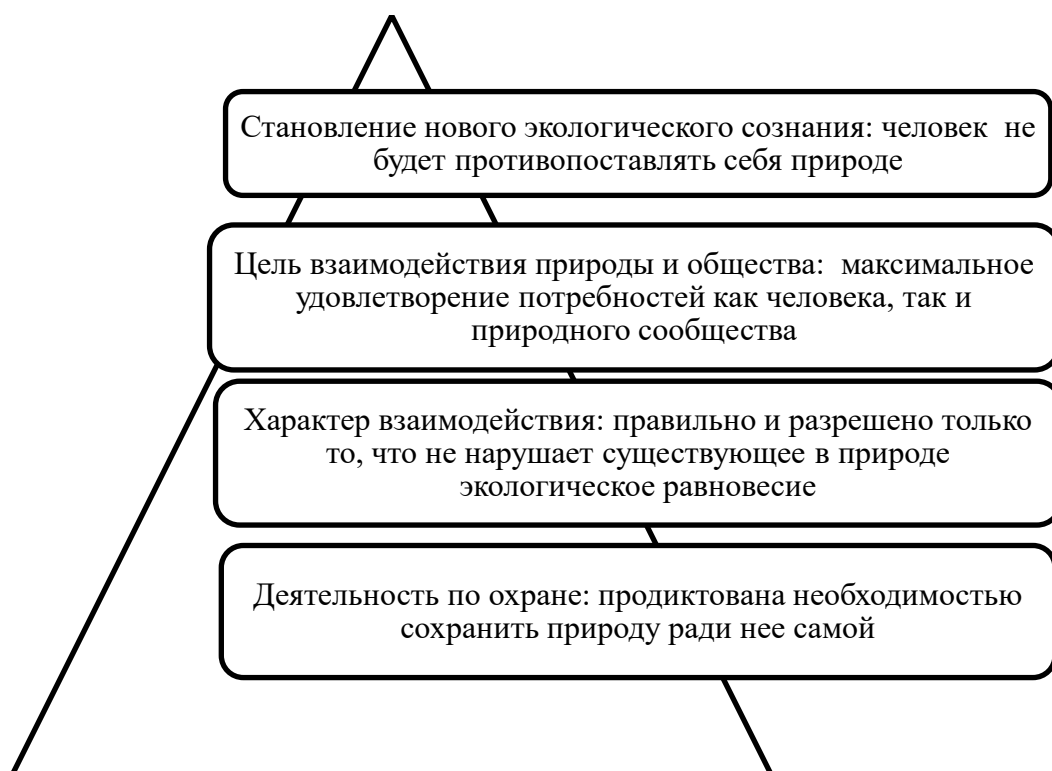 Становление нового экологического сознания: человек  не
будет противопоставлять себя природе
Цель взаимодействия природы и общества:  максимальное
удовлетворение потребностей как человека, так и
природного сообщества
Характер взаимодействия: правильно и разрешено только
то, что не нарушает существующее в природе
экологическое равновесие
Деятельность по охране: продиктована необходимостью
сохранить природу ради нее самой